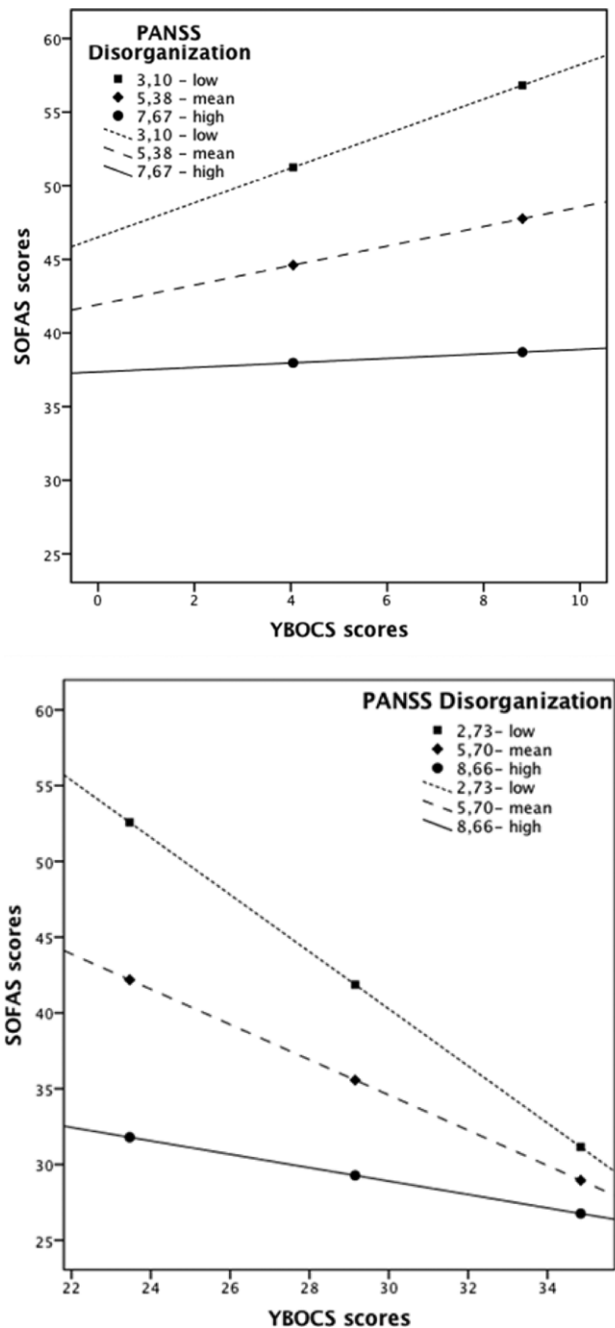 PANSS
Disorganization
3,10 - low
5,38 - mean
7,67 - high
3,10 - low
5,38 - mean
7,67 - high
60
55
50
45
40
35
30
25
SOFAS scores
0 2 4 6 8 10
YBOCS scores
PANSS Disorganization
2,73- low
5,70- mean
8,66- high
2,73- low
5,70- mean
8,66- high
60
55
50
45
40
35
30
25
SOFAS scores
22 24 26 28 30 32 34
YBOCS scores